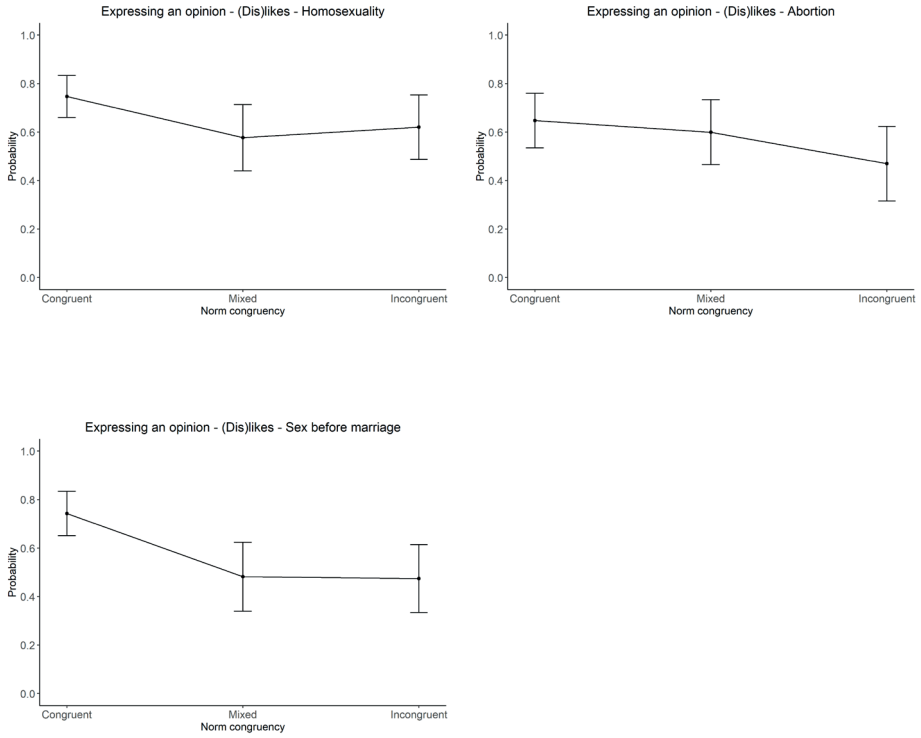 Expressing an opinion - (Dis)likes - Homosexuality
1.0
0.8
0.6
0.4
0.2
0.0
Probability
Congruent
Mixed
Incongruent
Norm congruency
Expressing an opinion - (Dis)likes - Abortion
1.0
0.8
0.6
0.4
0.2
0.0
Probability
Congruent
Mixed
Incongruent
Norm congruency
Expressing an opinion - (Dis)likes - Sex before marriage
1.0
0.8
0.6
0.4
0.2
0.0
Probability
Congruent
Mixed
Incongruent
Norm congruency